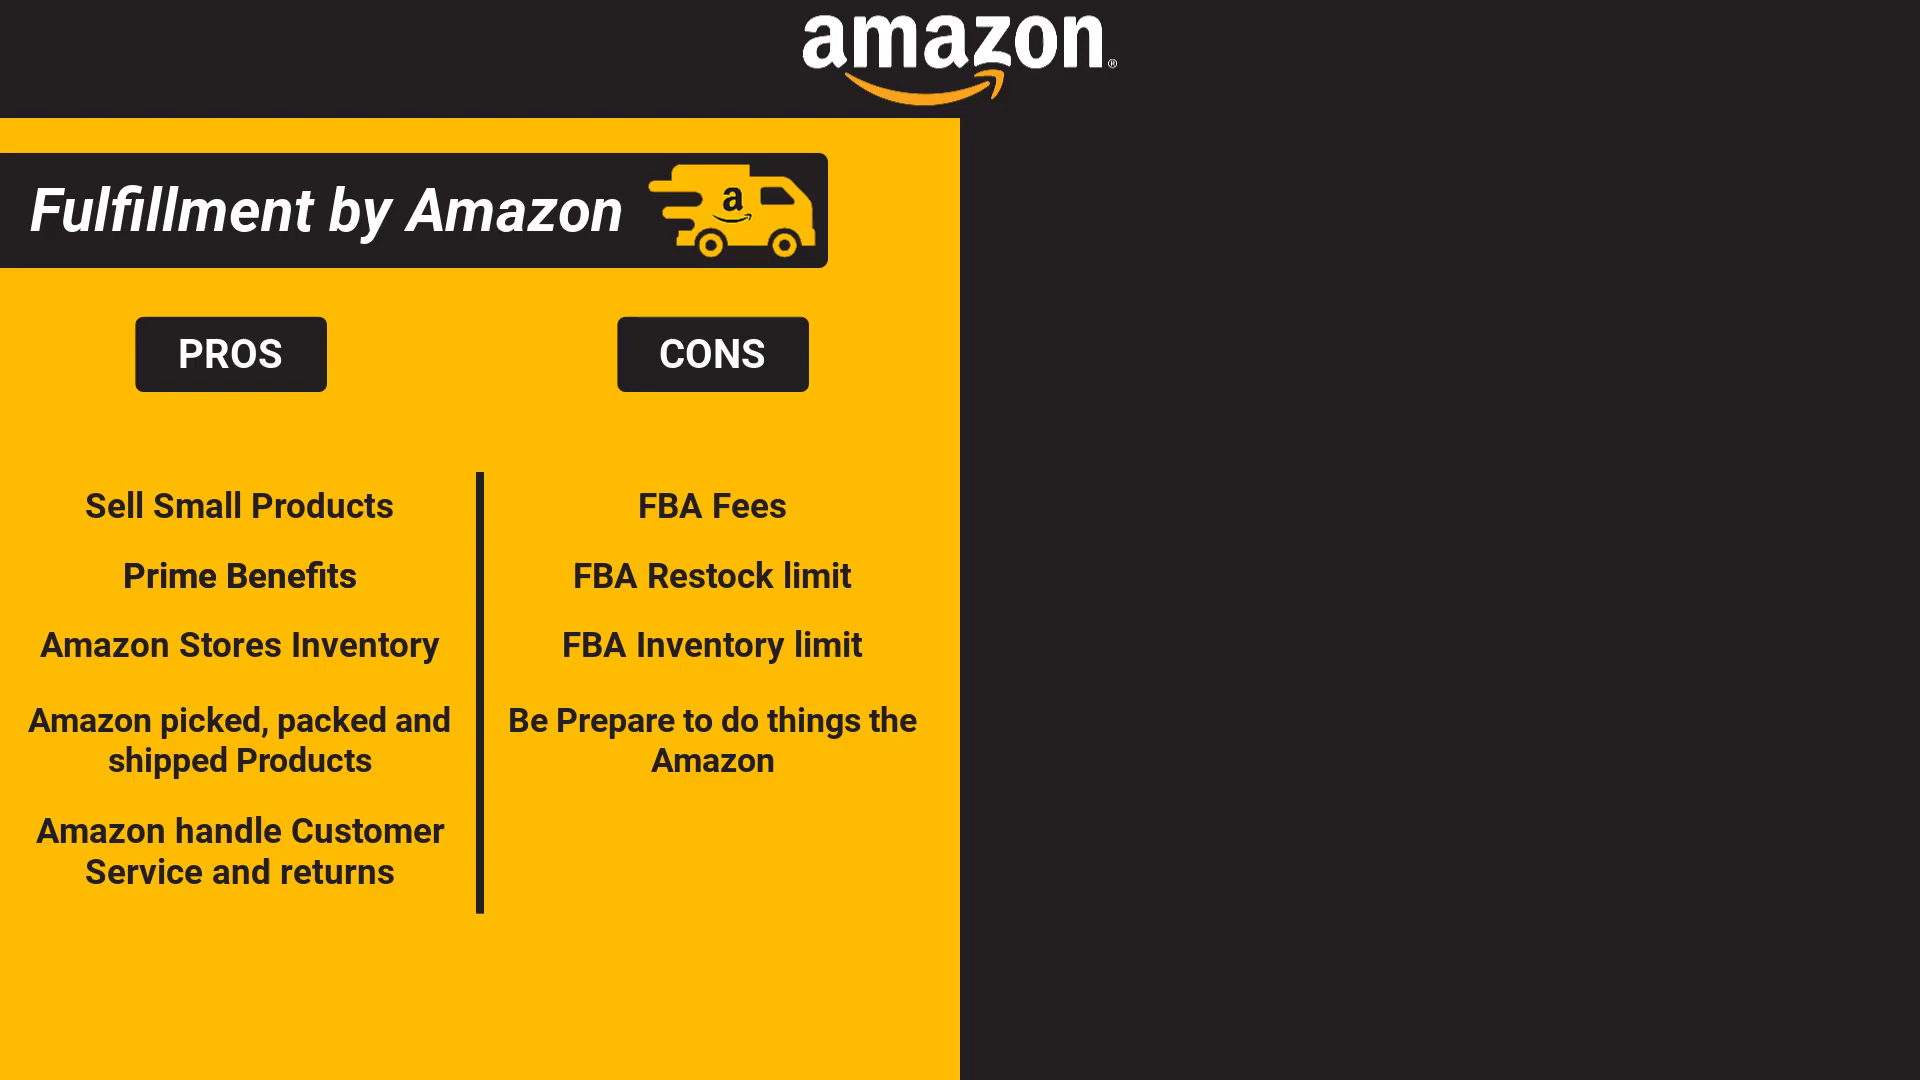 amazon®
Fulfillment by Amazon
a
PROS
CONS
Sell Small Products
Prime Benefits
Amazon Stores Inventory
Amazon picked, packed and
shipped Products
Amazon handle Customer
Service and returns
FBA Fees
FBA Restock limit
FBA Inventory limit
Be Prepare to do things the
Amazon